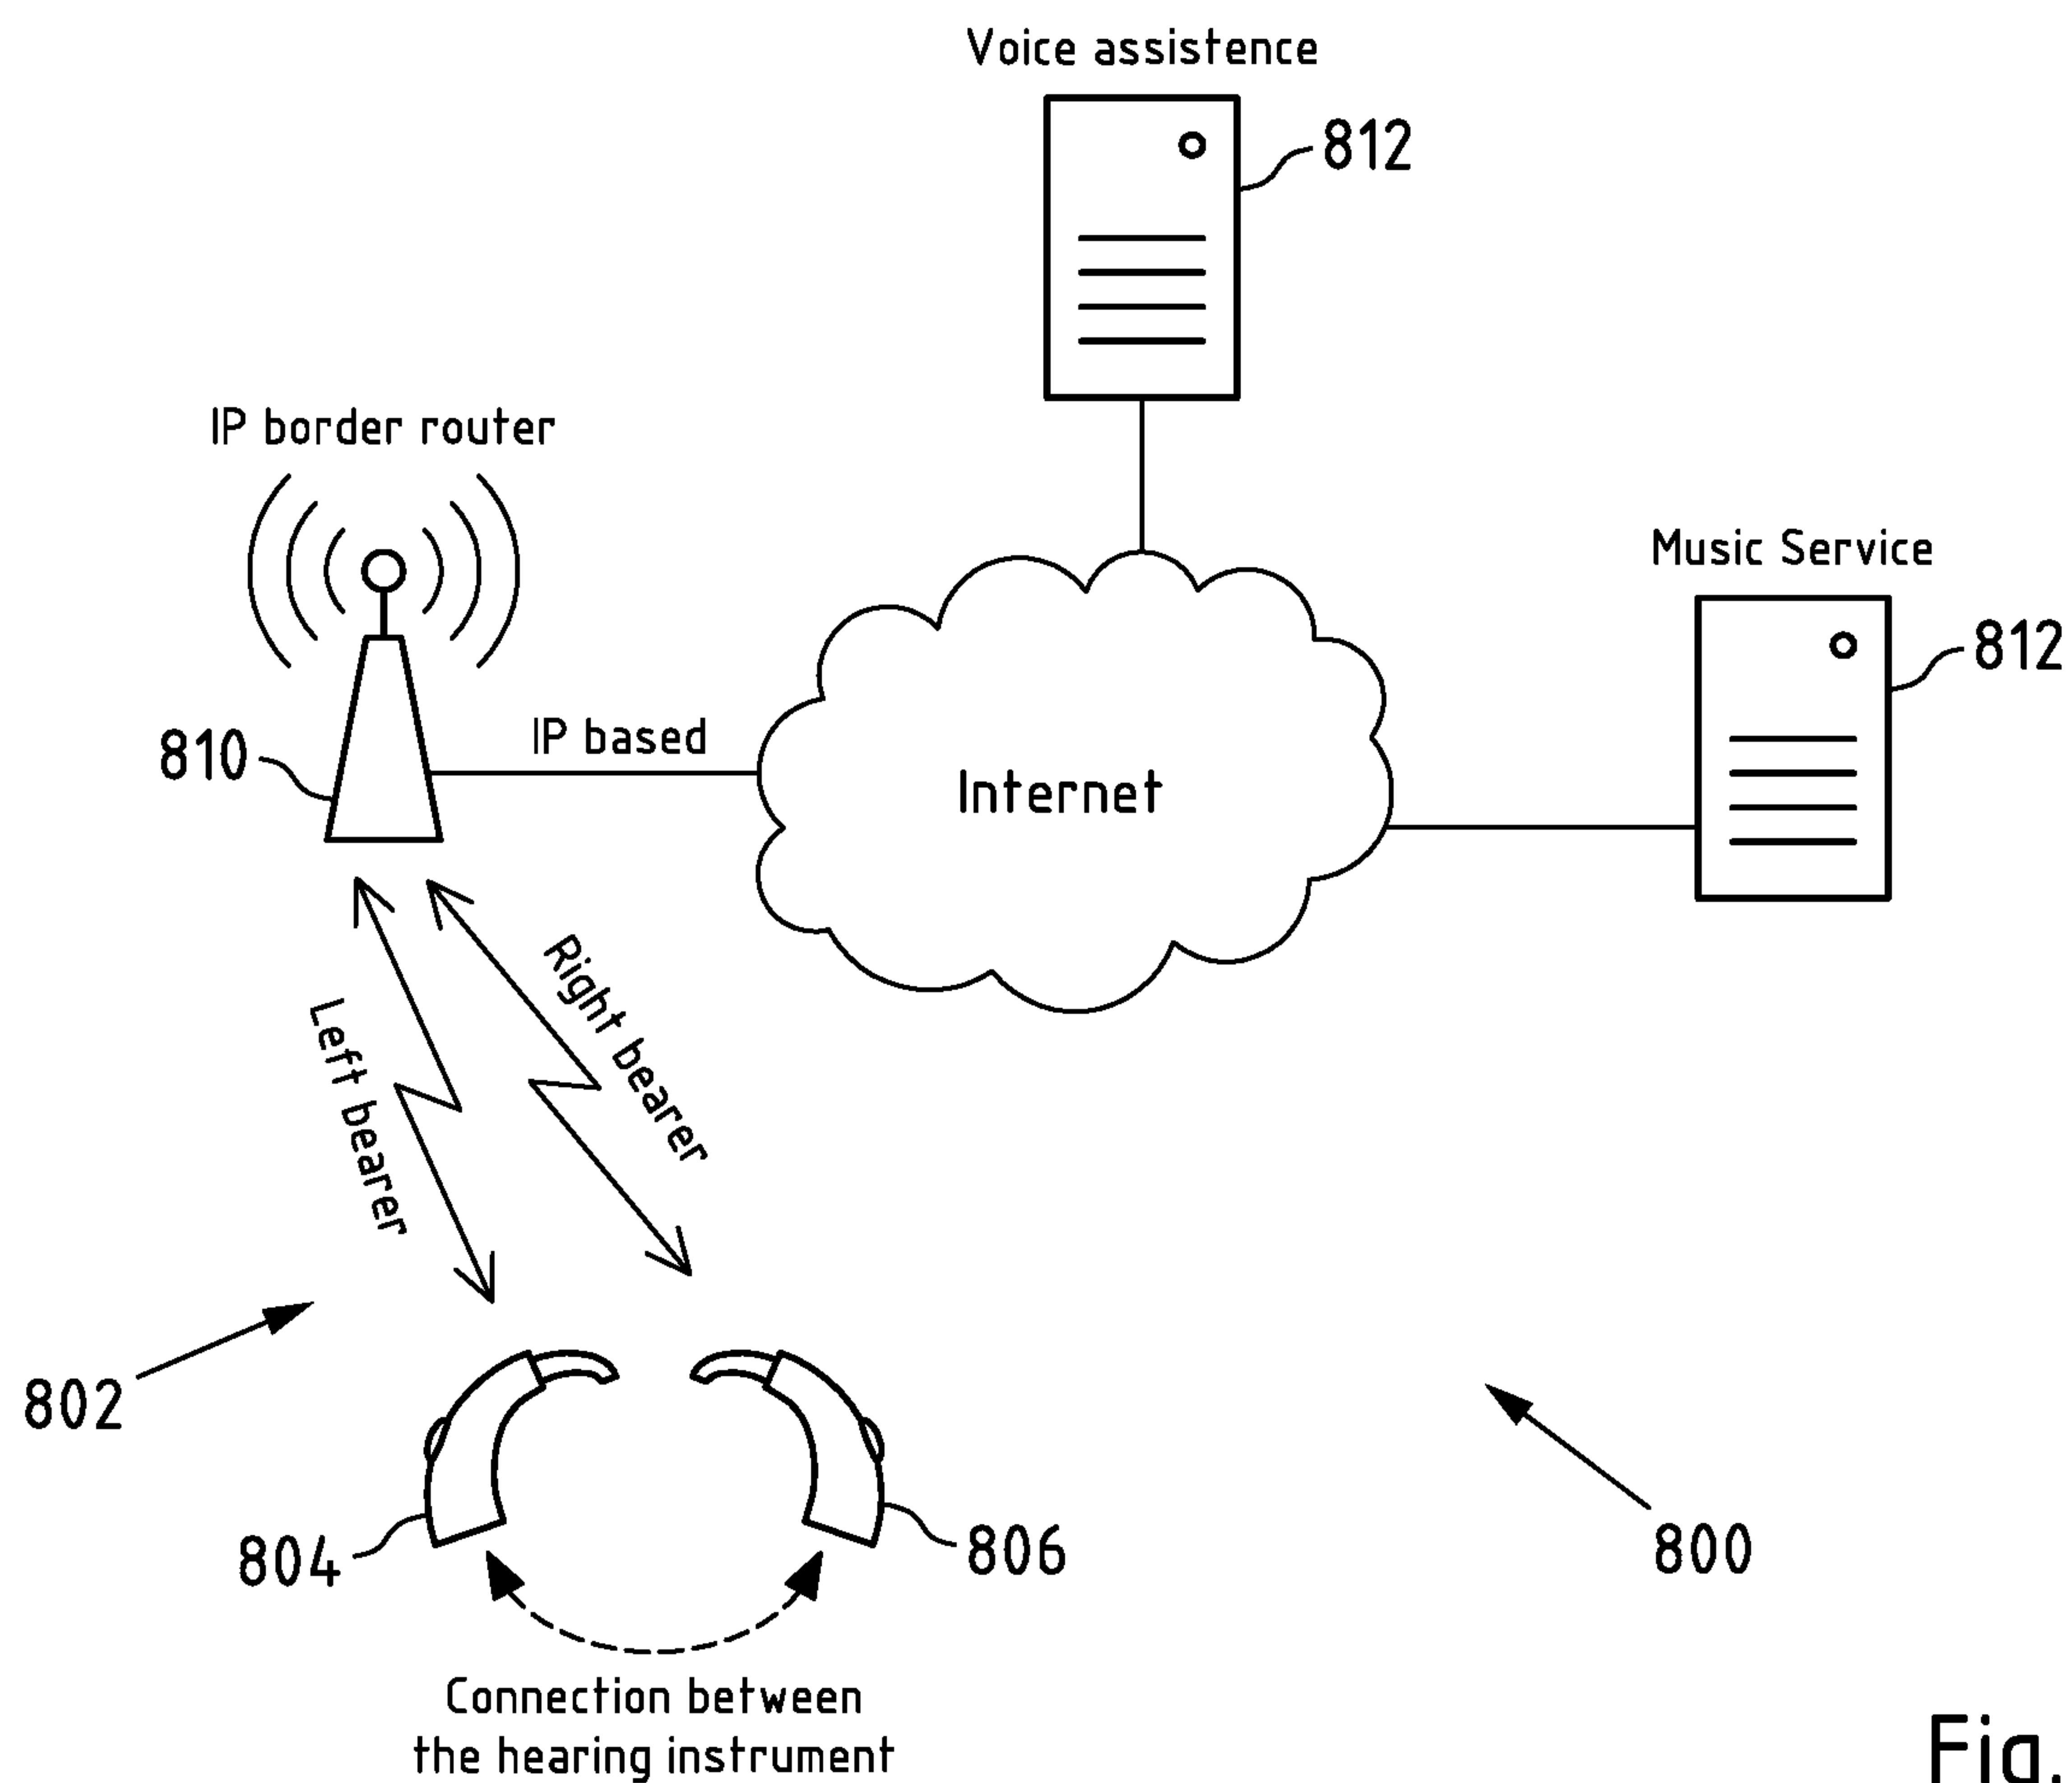 Voice assistence
812
IP border router
Music Service
812
810
IP based
Internet
Right bearer
Left bearer
802
804
806
800
Connection between
the hearing instrument
Fig.